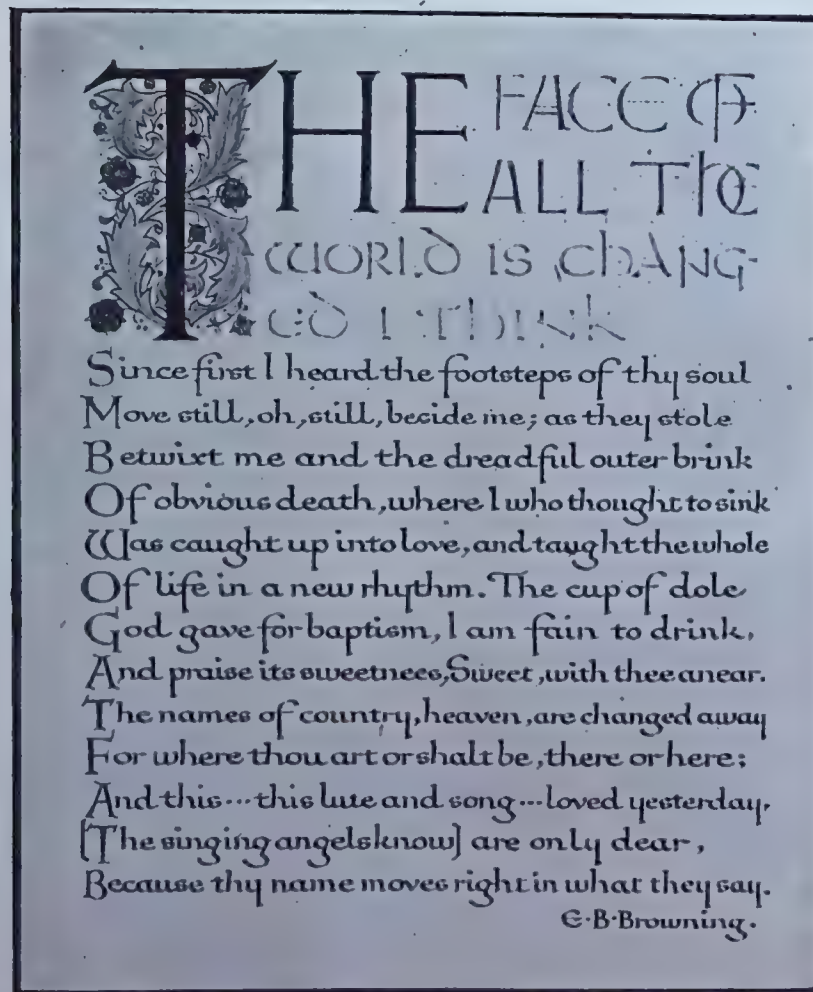 THE FACE OF
ALL THE
WORLD IS CHANG-
ED I THINK
Since first I heard the footsteps of thy soul
Move still, oh, still, beside me; as they stole
Betwixt me and the dreadful outer brink
Of obvious death, where I who thought to sink
Was caught up into love, and taught the whole
Of life in a new rhythm. The cup of dole
God gave for baptism, I am fain to drink,
And praise its sweetness, Sweet, with thee anear.
The names of country, heaven, are changed away
For where thou art or shalt be, there or here;
And this...this lute and song...loved yesterday,
[The singing angels know] are only dear,
Because thy name moves right in what they say.
E·B·Browning.